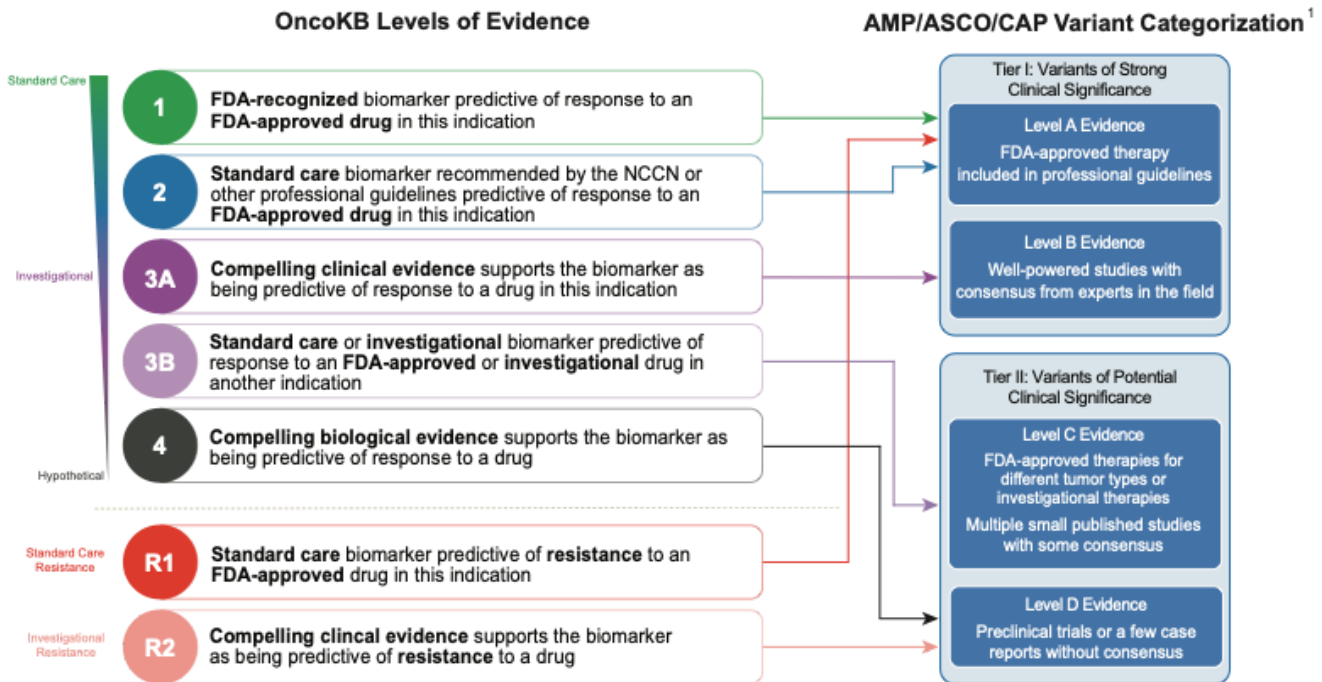 OncoKB Levels of Evidence
AMP/ASCO/CAP Variant Categorization1
Standard Care
1
FDA-recognized biomarker predictive of response to an
FDA-approved drug in this indication
2
Standard care biomarker recommended by the NCCN or
other professional guidelines predictive of response to an
FDA-approved drug in this indication
Investigational
3A
Compelling clinical evidence supports the biomarker as
being predictive of response to a drug in this indication
3B
Standard care or investigational biomarker predictive of
response to an FDA-approved or investigational drug in
another indication
4
Compelling biological evidence supports the biomarker as
being predictive of response to a drug
Hypothetical
Standard Care
Resistance
R1
Standard care biomarker predictive of resistance to an
FDA-approved drug in this indication
Investigational
Resistance
R2
Compelling clincal evidence supports the biomarker
as being predictive of resistance to a drug
Tier I: Variants of Strong
Clinical Significance
Level A Evidence
FDA-approved therapy
included in professional guidelines
Level B Evidence
Well-powered studies with
consensus from experts in the field
Tier II: Variants of Potential
Clinical Significance
Level C Evidence
FDA-approved therapies for
different tumor types or
investigational therapies
Multiple small published studies
with some consensus
Level D Evidence
Preclinical trials or a few case
reports without consensus